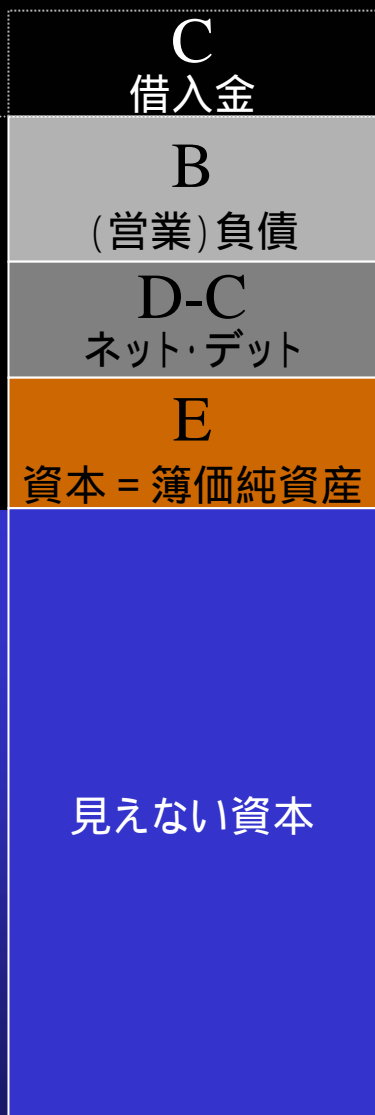 C
借入金
B
(営業)負債
D-C
ネット・デット
E
資本 = 簿価純資産
見えない資本